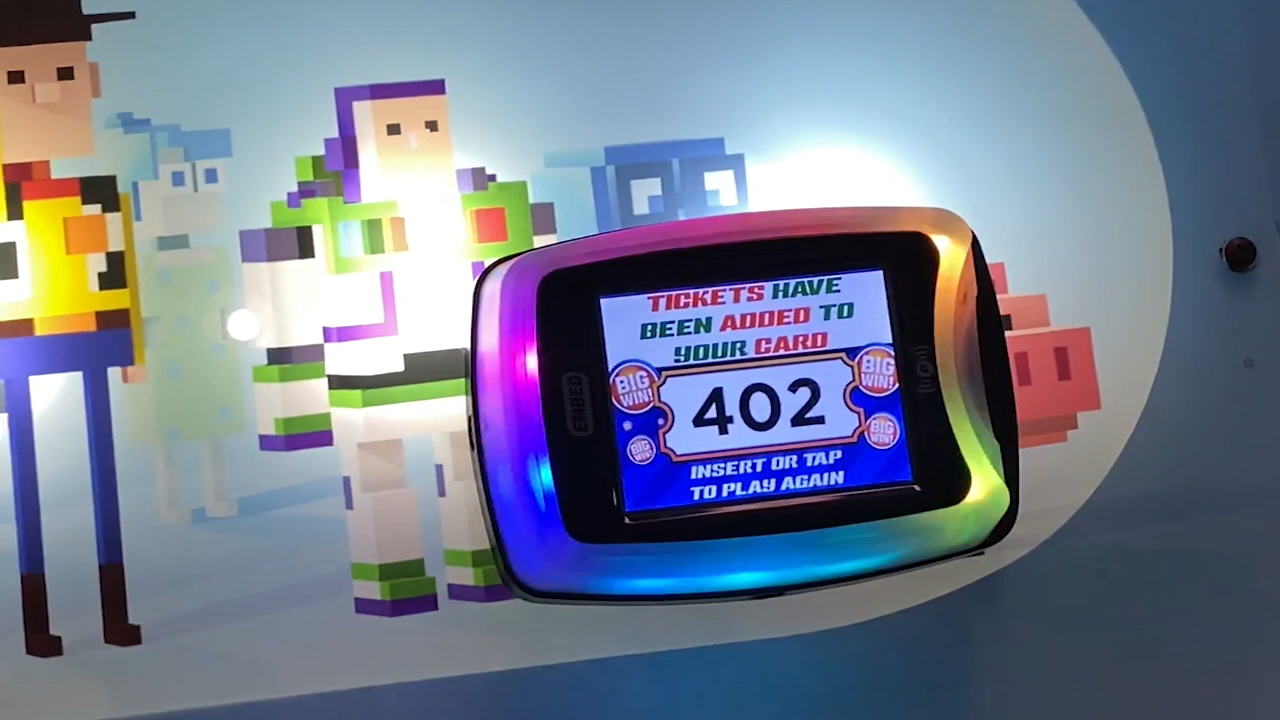 TICKETS HAVE
BEEN ADDED TO
YOUR CARD
BIG
WIN!
BIG
WIN!
402
BIG
WIN!
BIG
WIN!
INSERT OR TAP
TO PLAY AGAIN
EMBED